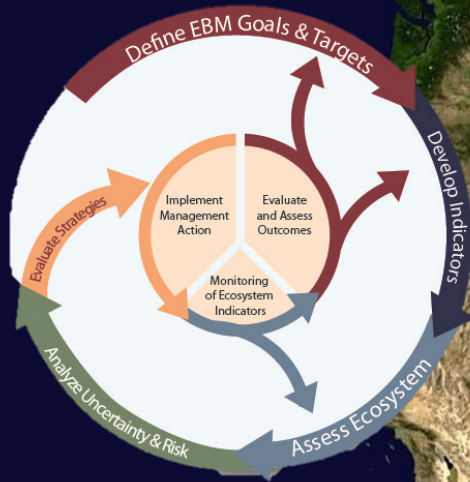 Define EBM Goals & Targets
Develop Indicators
Assess Ecosystem
Analyze Uncertainty & Risk
Evaluate Strategies
Implement
Management
Action
Evaluate
and Assess
Outcomes
Monitoring
of Ecosystem
Indicators